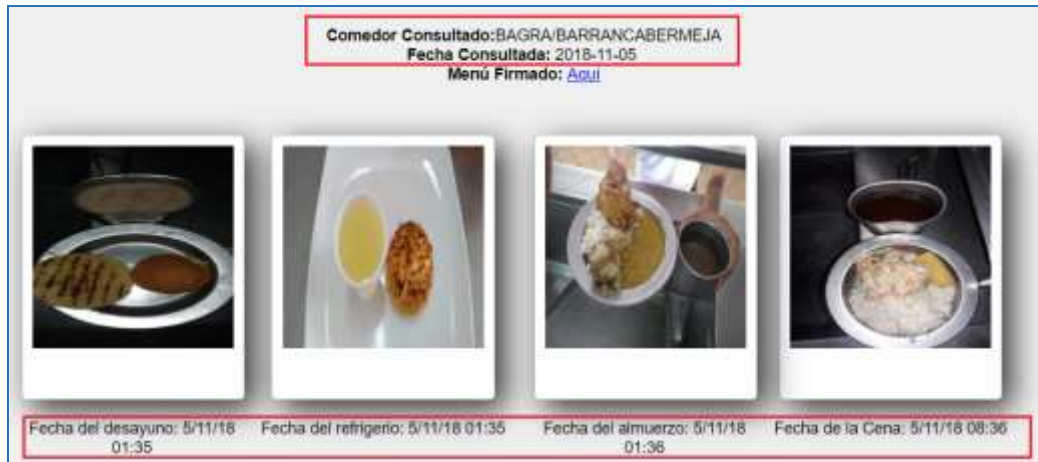 Comedor Consultado:BAGRA/BARRANCABERMEJA
Fecha Consultada: 2018-11-05
Menú Firmado: Aquí
Fecha del desayuno: 5/11/18
01:35
Fecha del refrigerio: 5/11/18 01:35
Fecha del almuerzo: 5/11/18
01:36
Fecha de la Cena: 5/11/18 08:36